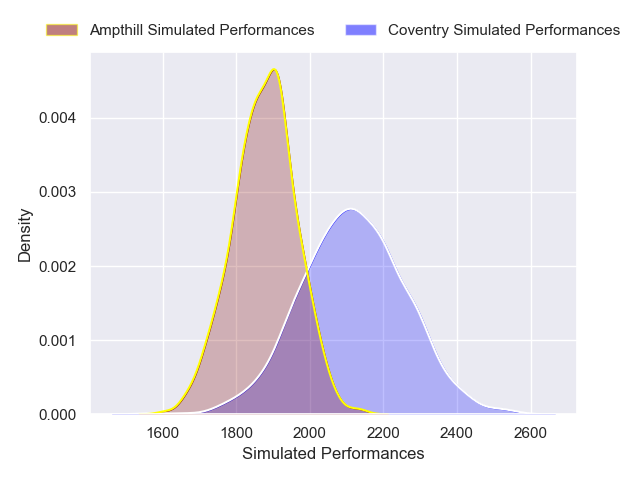 Ampthill Simulated Performances Coventry Simulated Performances
0.004
0.003
0.002
0.001
0.000
Density
1600 1800 2000 2200 2400 2600
Simulated Performances